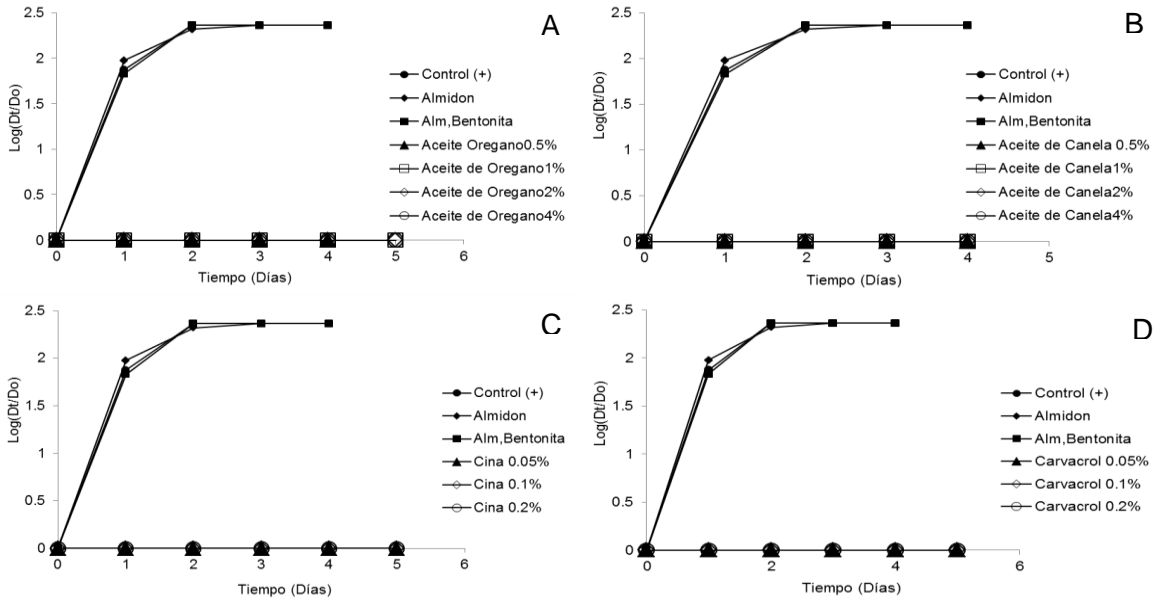 A
2.5
2
1.5
1
0.5
0
Log(Dt/Do)
0 1 2 3 4 5 6
Tiempo (Días)
Control (+)
Almidon
Alm,Bentonita
Aceite Oregano0.5%
Aceite de Oregano1%
Aceite de Oregano2%
Aceite de Oregano4%
B
2.5
2
1.5
1
0.5
0
Log(Dt/Do)
0 1 2 3 4 5
Tiempo (Días)
Control (+)
Almidon
Alm,Bentonita
Aceite de Canela 0.5%
Aceite de Canela1%
Aceite de Canela2%
Aceite de Canela4%
C
2.5
2
1.5
1
0.5
0
Log(Dt/Do)
0 1 2 3 4 5 6
Tiempo (Días)
Control (+)
Almidon
Alm,Bentonita
Cina 0.05%
Cina 0.1%
Cina 0.2%
D
2.5
2
1.5
1
0.5
0
Log(Dt/Do)
0 2 4 6
Tiempo (Días)
Control (+)
Almidon
Alm,Bentonita
Carvacrol 0.05%
Carvacrol 0.1%
Carvacrol 0.2%